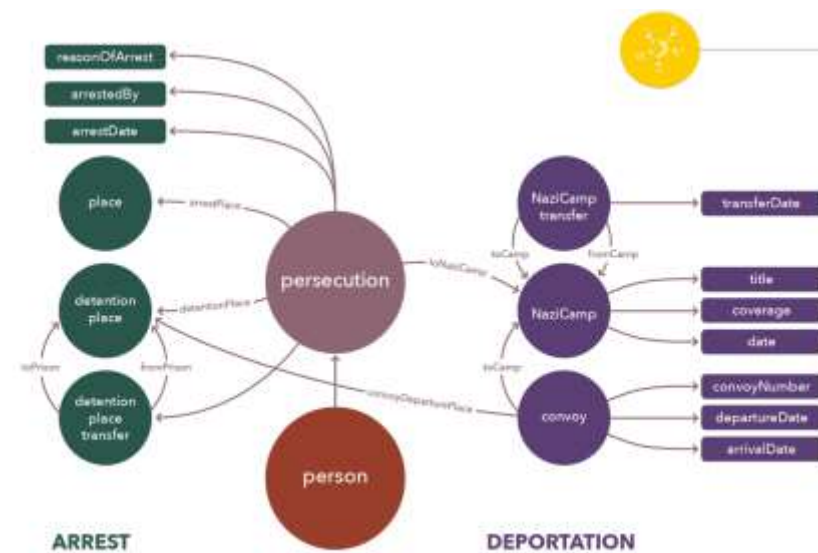 reasonOfArrest
arrestedBy
arrestDate
place
arrestPlace
persecution
detention
place
detentionPlace
toPrison
fromPrison
detention
place
transfer
person
ARREST
NaziCamp
transfer
transferDate
toCamp
fromCamp
toNaziCamp
NaziCamp
title
coverage
date
toCamp
convoyDeparturePlace
convoy
convoyNumber
departureDate
arrivalDate
DEPORTATION